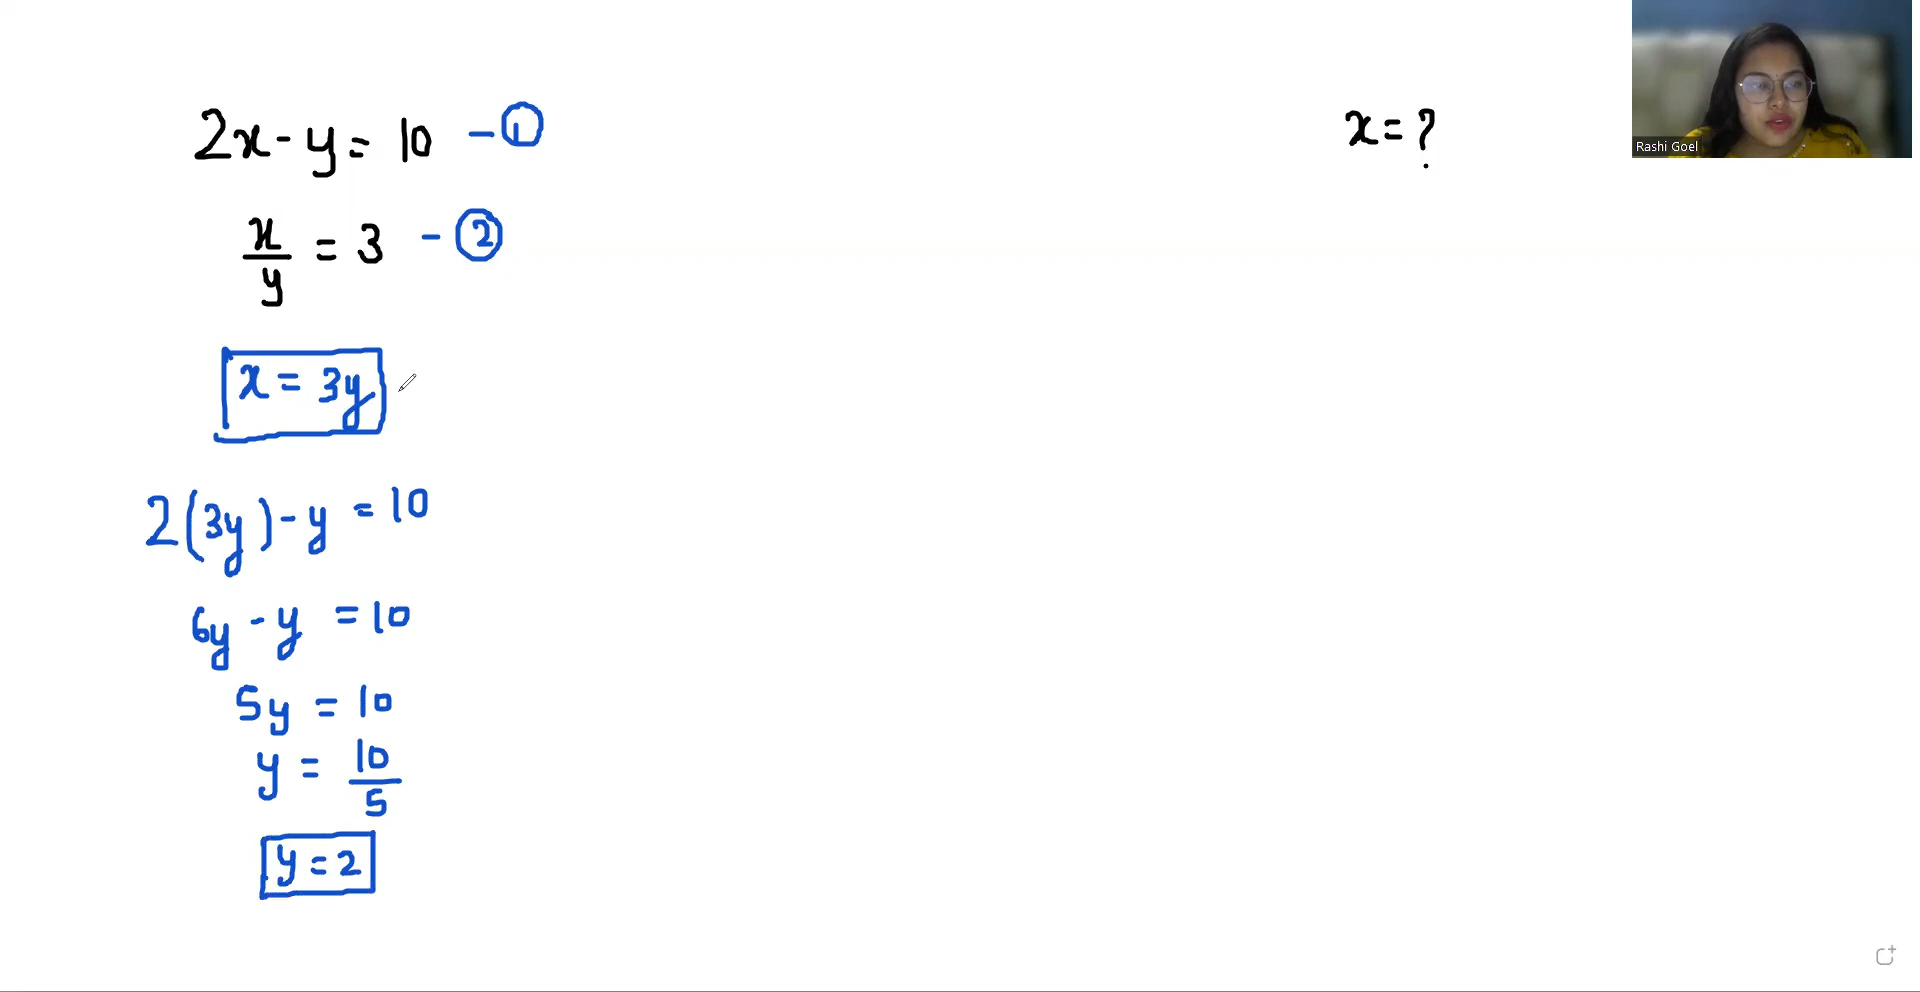 2x - y = 10 - ①
x = ?
Rashi Goel
x/y = 3 - ②
x = 3y
2(3y) - y = 10
6y - y = 10
5y = 10
y = 10/5
y = 2